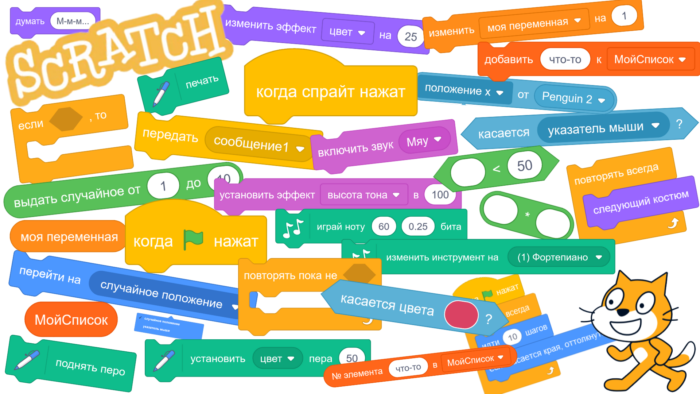 думать М-м-м...
SCRATCH
изменить эффект цвет на 25
изменить моя переменная на 1
добавить что-то к МойСписок
печать
когда спрайт нажат
положение x от Penguin 2
если , то
передать сообщение1
включить звук Мяу
касается указатель мыши ?
< 50
повторять всегда
следующий костюм
выдать случайное от 1 до 10
установить эффект высота тона в 100
*
играй ноту 60 0.25 бита
моя переменная
когда нажат
изменить инструмент на (1) Фортепиано
перейти на случайное положение
повторять пока не
касается цвета ?
нажат
всегда
10 шагов
касается края, оттолкнуться
МойСписок
поднять перо
установить цвет пера 50
№ элемента что-то в МойСписок